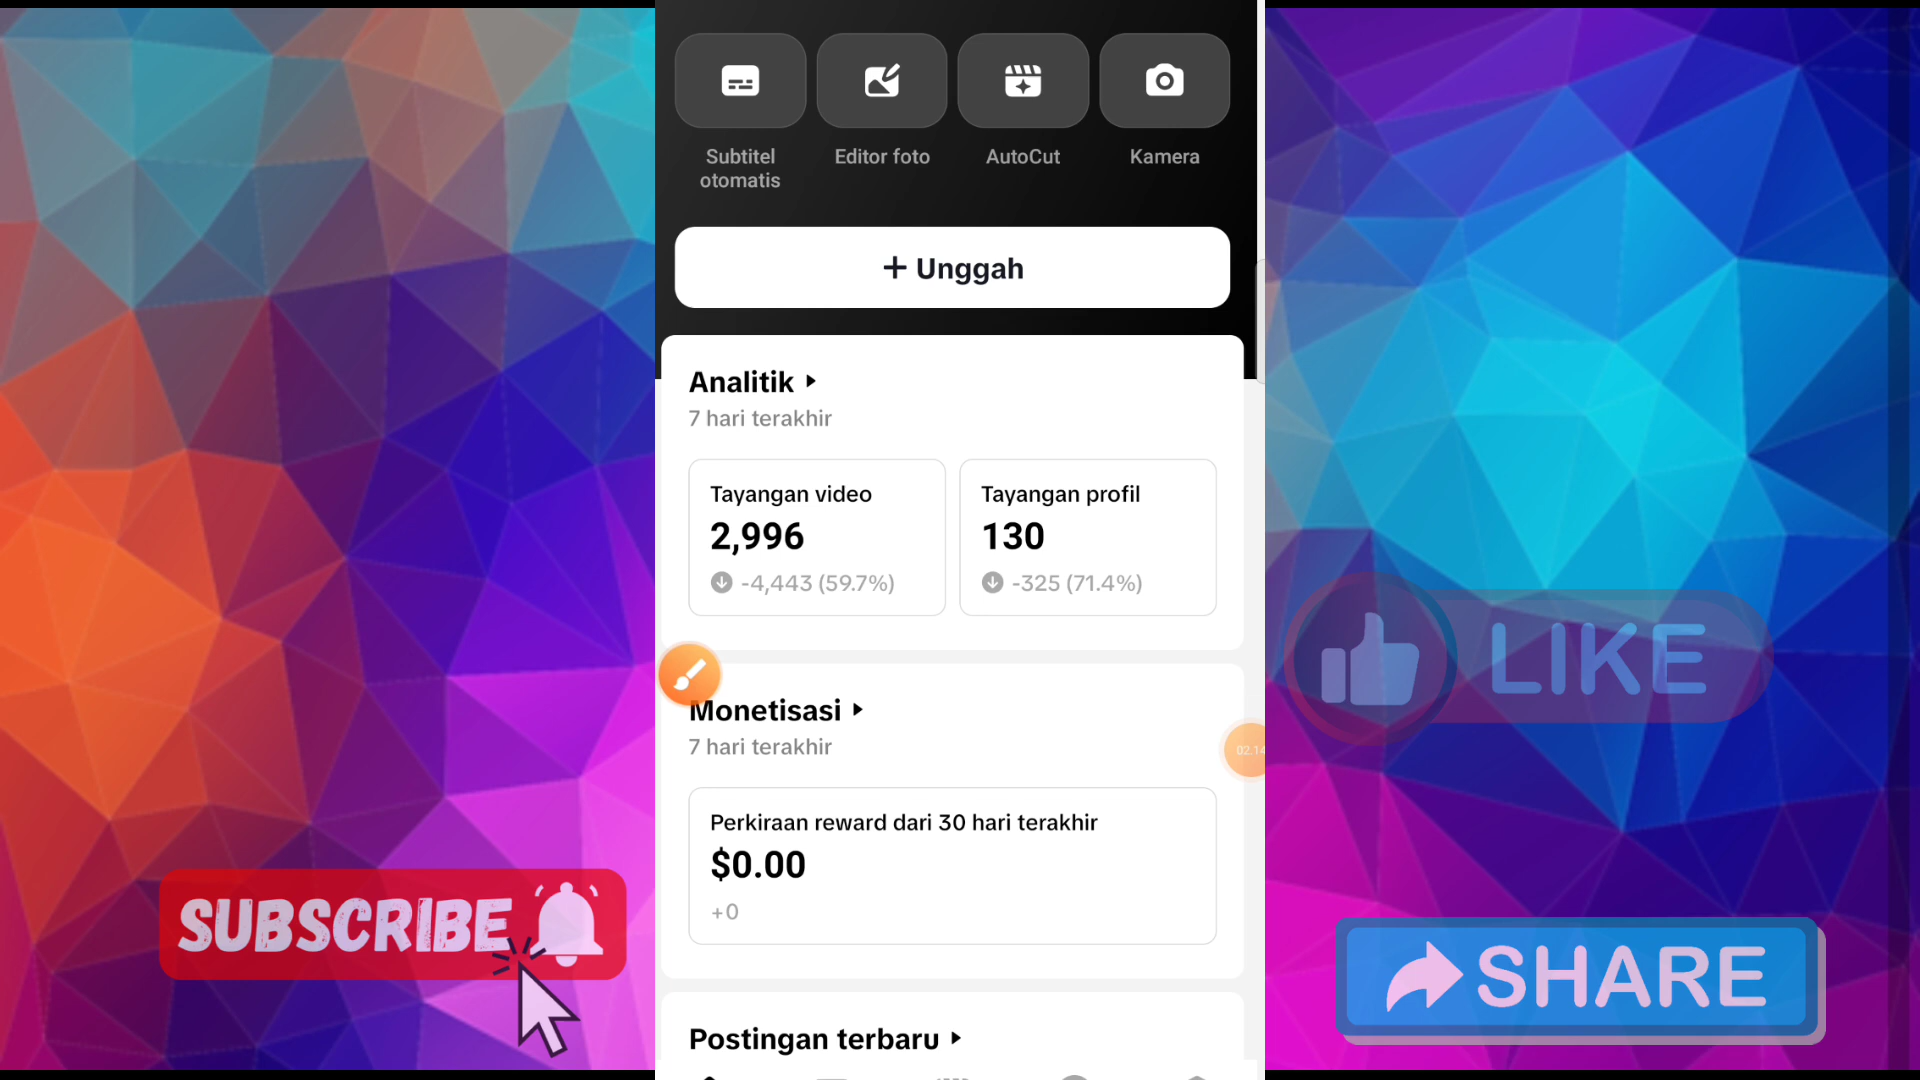 Subtitel
otomatis
Editor foto
AutoCut
Kamera
+ Unggah
Analitik
7 hari terakhir
Tayangan video
2,996
-4,443 (59.7%)
Tayangan profil
130
-325 (71.4%)
Monetisasi
7 hari terakhir
02:14
Perkiraan reward dari 30 hari terakhir
$0.00
+0
Postingan terbaru
SUBSCRIBE
LIKE
SHARE